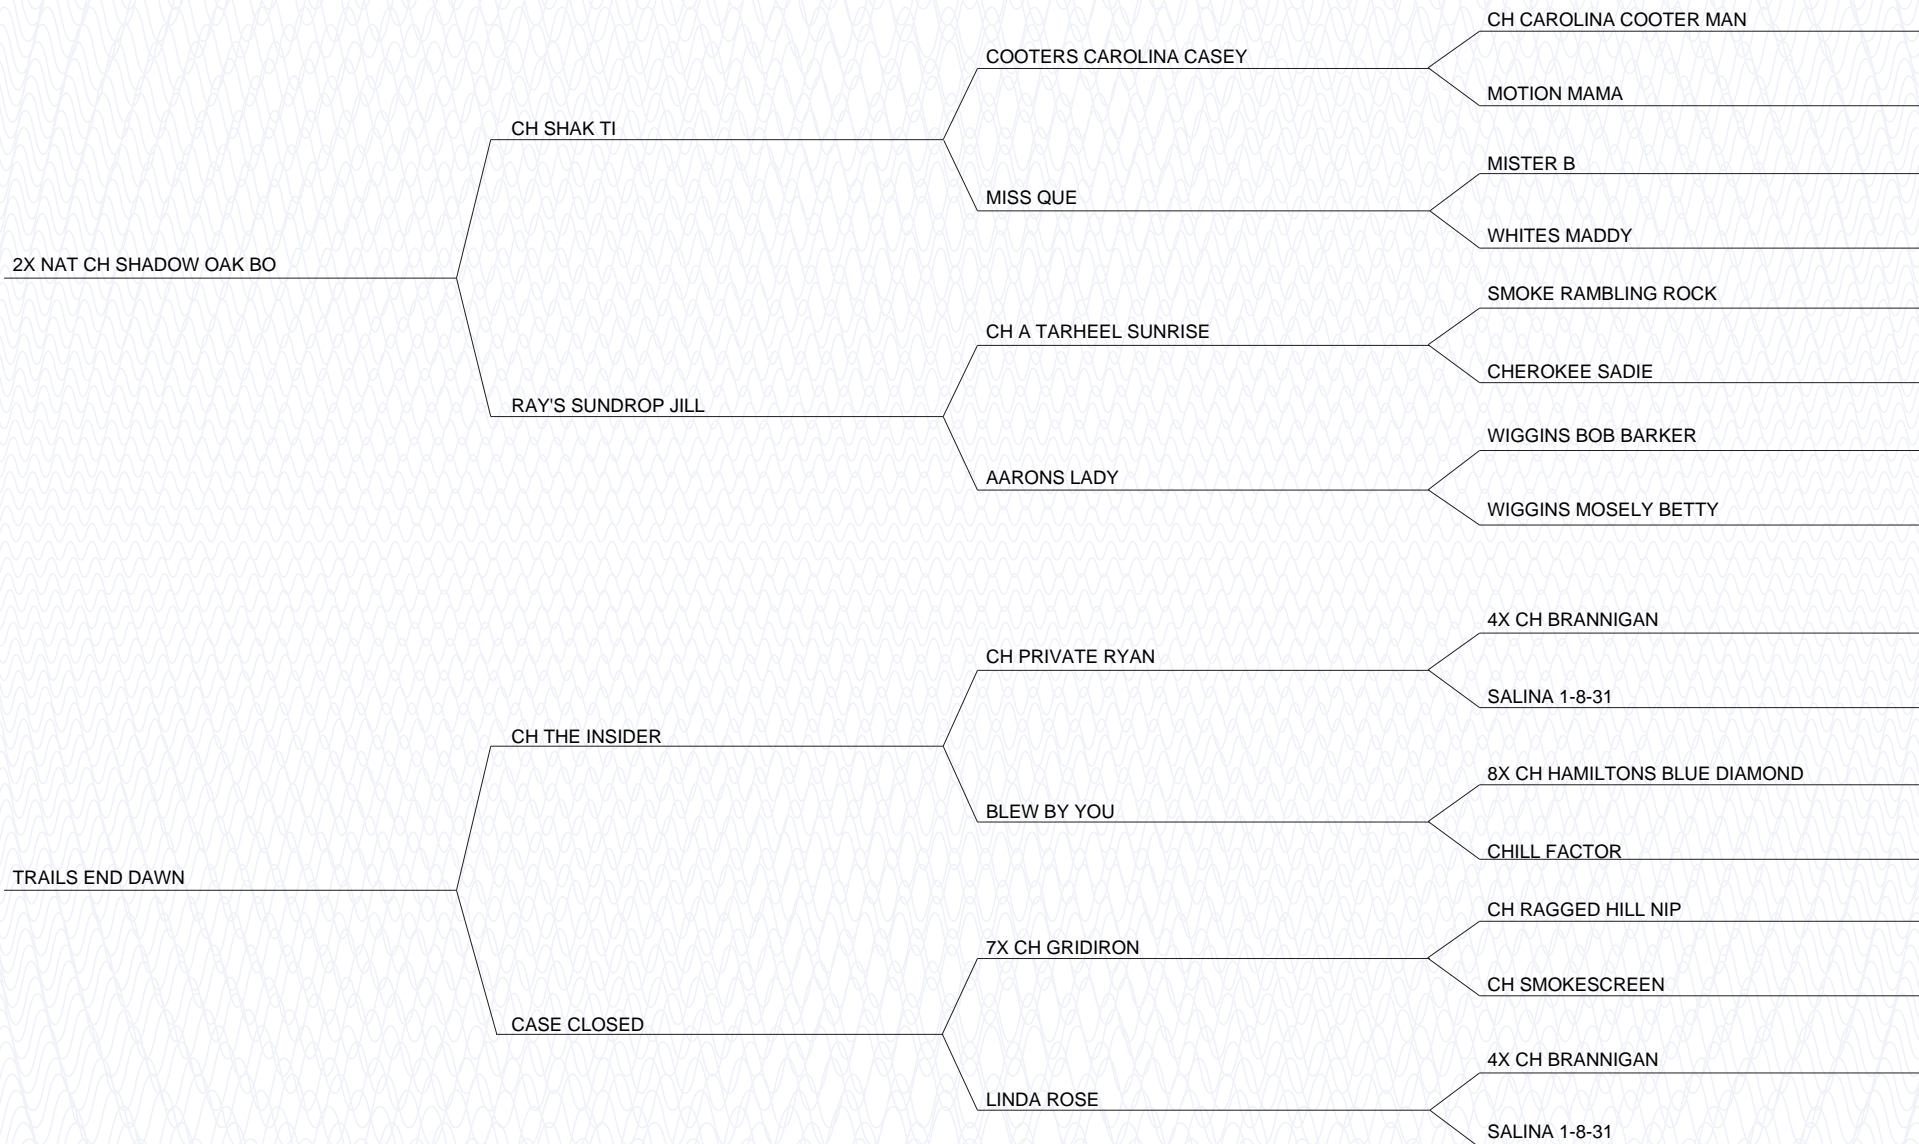 CH CAROLINA COOTER MAN
COOTERS CAROLINA CASEY
MOTION MAMA
CH SHAK TI
MISTER B
MISS QUE
WHITES MADDY
2X NAT CH SHADOW OAK BO
SMOKE RAMBLING ROCK
CH A TARHEEL SUNRISE
CHEROKEE SADIE
RAY'S SUNDROP JILL
WIGGINS BOB BARKER
AARONS LADY
WIGGINS MOSELY BETTY
4X CH BRANNIGAN
CH PRIVATE RYAN
SALINA 1-8-31
CH THE INSIDER
8X CH HAMILTONS BLUE DIAMOND
BLEW BY YOU
CHILL FACTOR
TRAILS END DAWN
CH RAGGED HILL NIP
7X CH GRIDIRON
CH SMOKESCREEN
CASE CLOSED
4X CH BRANNIGAN
LINDA ROSE
SALINA 1-8-31